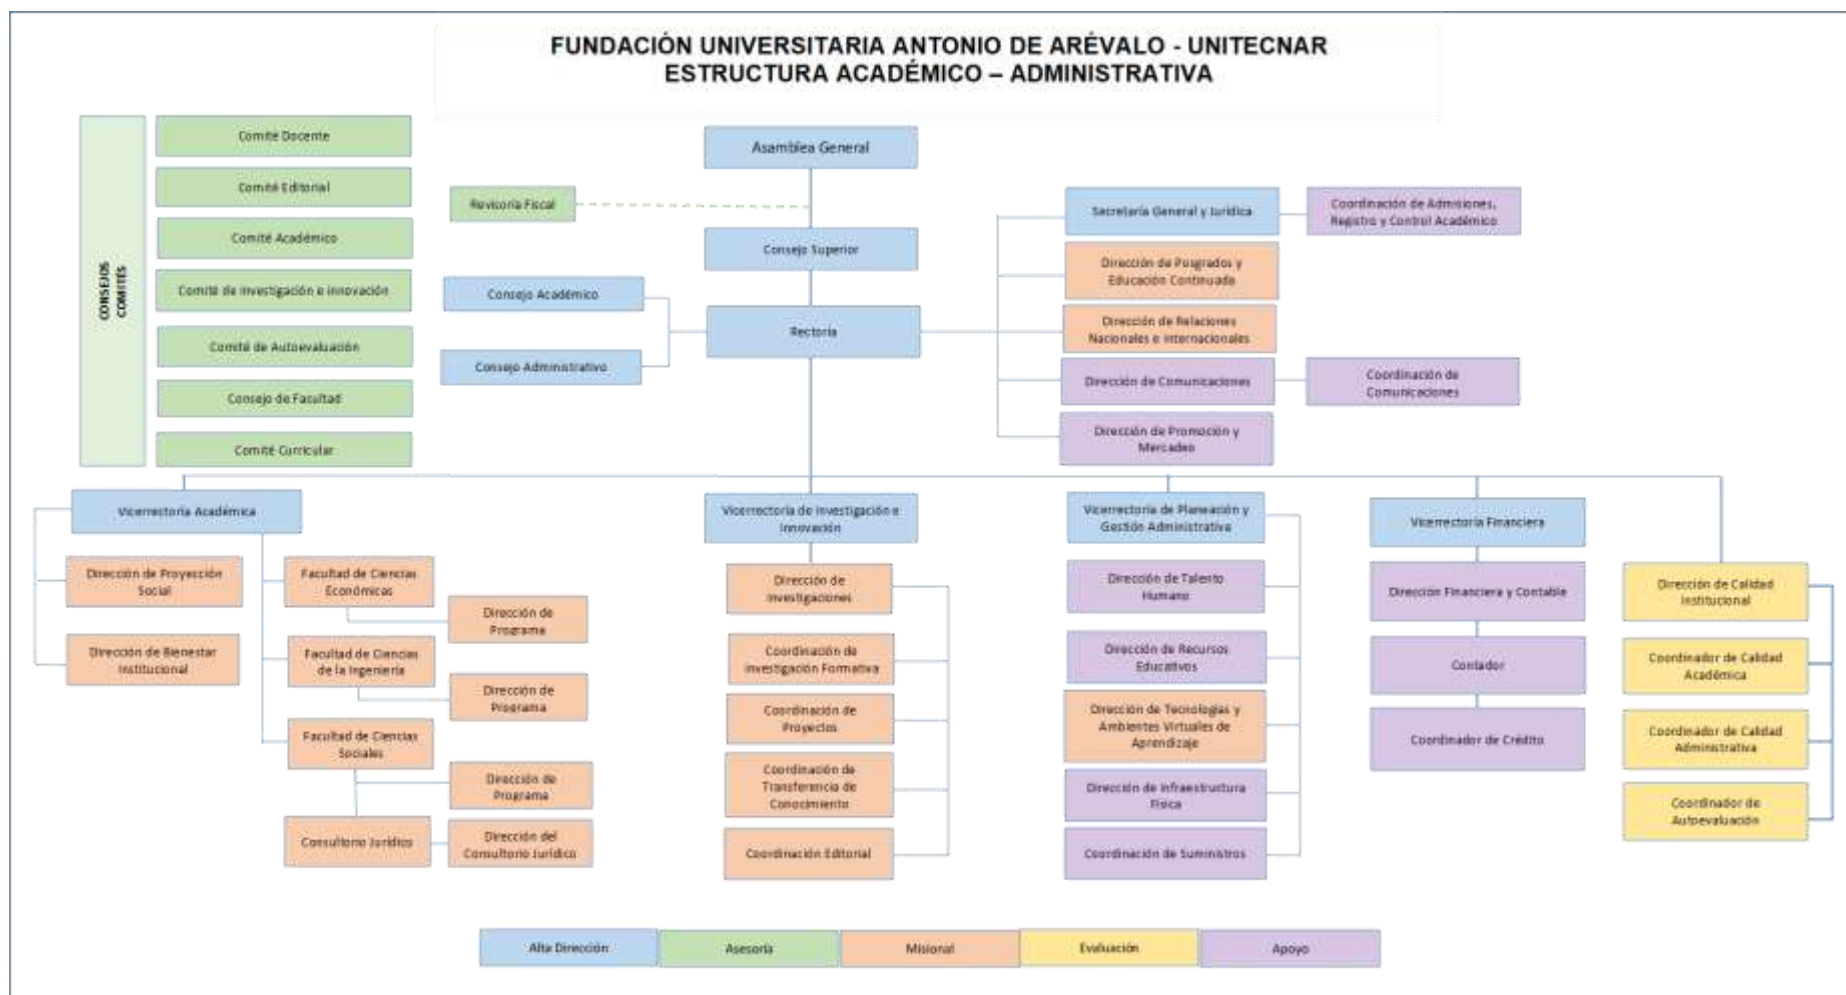 FUNDACIÓN UNIVERSITARIA ANTONIO DE ARÉVALO - UNITECNAR
ESTRUCTURA ACADÉMICO – ADMINISTRATIVA
CONSEJOS
COMITÉS
Comité Docente
Comité Editorial
Comité Académico
Comité de Investigación e Innovación
Comité de Autoevaluación
Consejo de Facultad
Comité Curricular
Asamblea General
Revisoría Fiscal
Consejo Superior
Consejo Académico
Rectoría
Consejo Administrativo
Secretaría General y Jurídica
Coordinación de Admisiones,
Registro y Control Académico
Dirección de Posgrados y
Educación Continuada
Dirección de Relaciones
Nacionales e Internacionales
Dirección de Comunicaciones
Coordinación de
Comunicaciones
Dirección de Promoción y
Mercadeo
Vicerrectoría Académica
Dirección de Proyección
Social
Dirección de Bienestar
Institucional
Facultad de Ciencias
Económicas
Dirección de
Programa
Facultad de Ciencias
de la Ingeniería
Dirección de
Programa
Facultad de Ciencias
Sociales
Dirección de
Programa
Consultorio Jurídico
Dirección del
Consultorio Jurídico
Vicerrectoría de Investigación e
Innovación
Dirección de
Investigaciones
Coordinación de
Investigación Formativa
Coordinación de
Proyectos
Coordinación de
Transferencia de
Conocimiento
Coordinación Editorial
Vicerrectoría de Planeación y
Gestión Administrativa
Dirección de Talento
Humano
Dirección de Recursos
Educativos
Dirección de Tecnologías y
Ambientes Virtuales de
Aprendizaje
Dirección de Infraestructura
Física
Coordinación de Suministros
Vicerrectoría Financiera
Dirección Financiera y Contable
Contador
Coordinador de Crédito
Dirección de Calidad
Institucional
Coordinador de Calidad
Académica
Coordinador de Calidad
Administrativa
Coordinador de
Autoevaluación
Alta Dirección
Asesoría
Misional
Evaluación
Apoyo